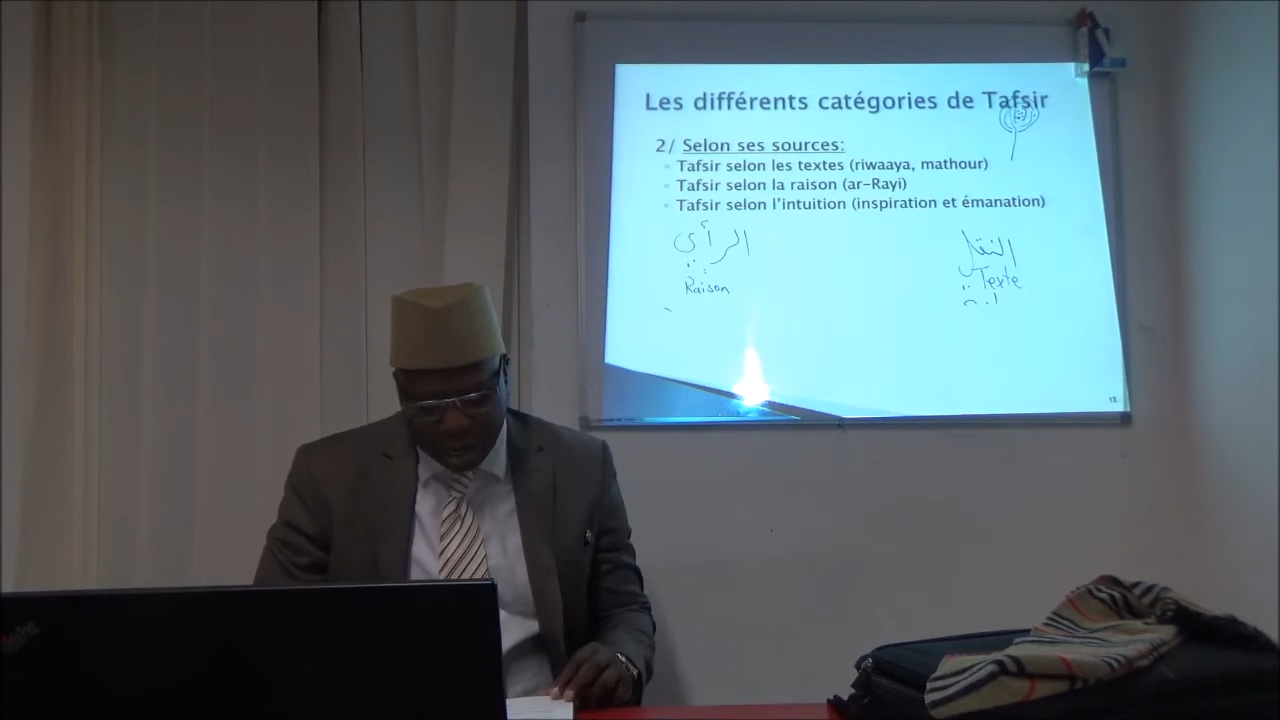 Les différents catégories de Tafsir
2/ Selon ses sources:
▫ Tafsir selon les textes (riwaaya, mathour)
▫ Tafsir selon la raison (ar-Rayi)
▫ Tafsir selon l'intuition (inspiration et émanation)
الرأي
Raison
النقل
Texte
13